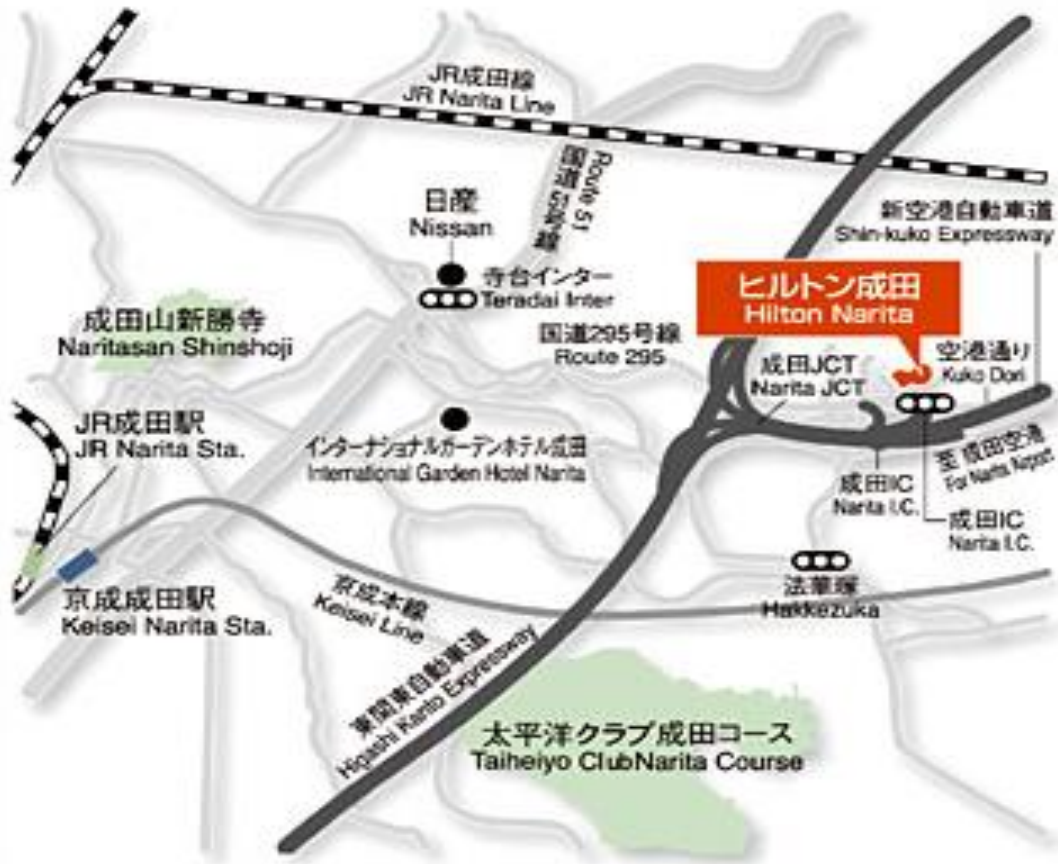 JR成田線
JR Narita Line
Route 51
国道51号線
日産
Nissan
新空港自動車道
Shin-kuko Expressway
寺台インター
Teradai Inter
ヒルトン成田
Hilton Narita
成田山新勝寺
Naritasan Shinshoji
国道295号線
Route 295
成田JCT
Narita JCT
空港通り
Kuko Dori
JR成田駅
JR Narita Sta.
インターナショナルガーデンホテル成田
International Garden Hotel Narita
至 成田空港
For Narita Airport
成田IC
Narita I.C.
成田IC
Narita I.C.
法華塚
Hakkezuka
京成成田駅
Keisei Narita Sta.
京成本線
Keisei Line
東関東自動車道
Higashi Kanto Expressway
太平洋クラブ成田コース
Taiheiyo ClubNarita Course